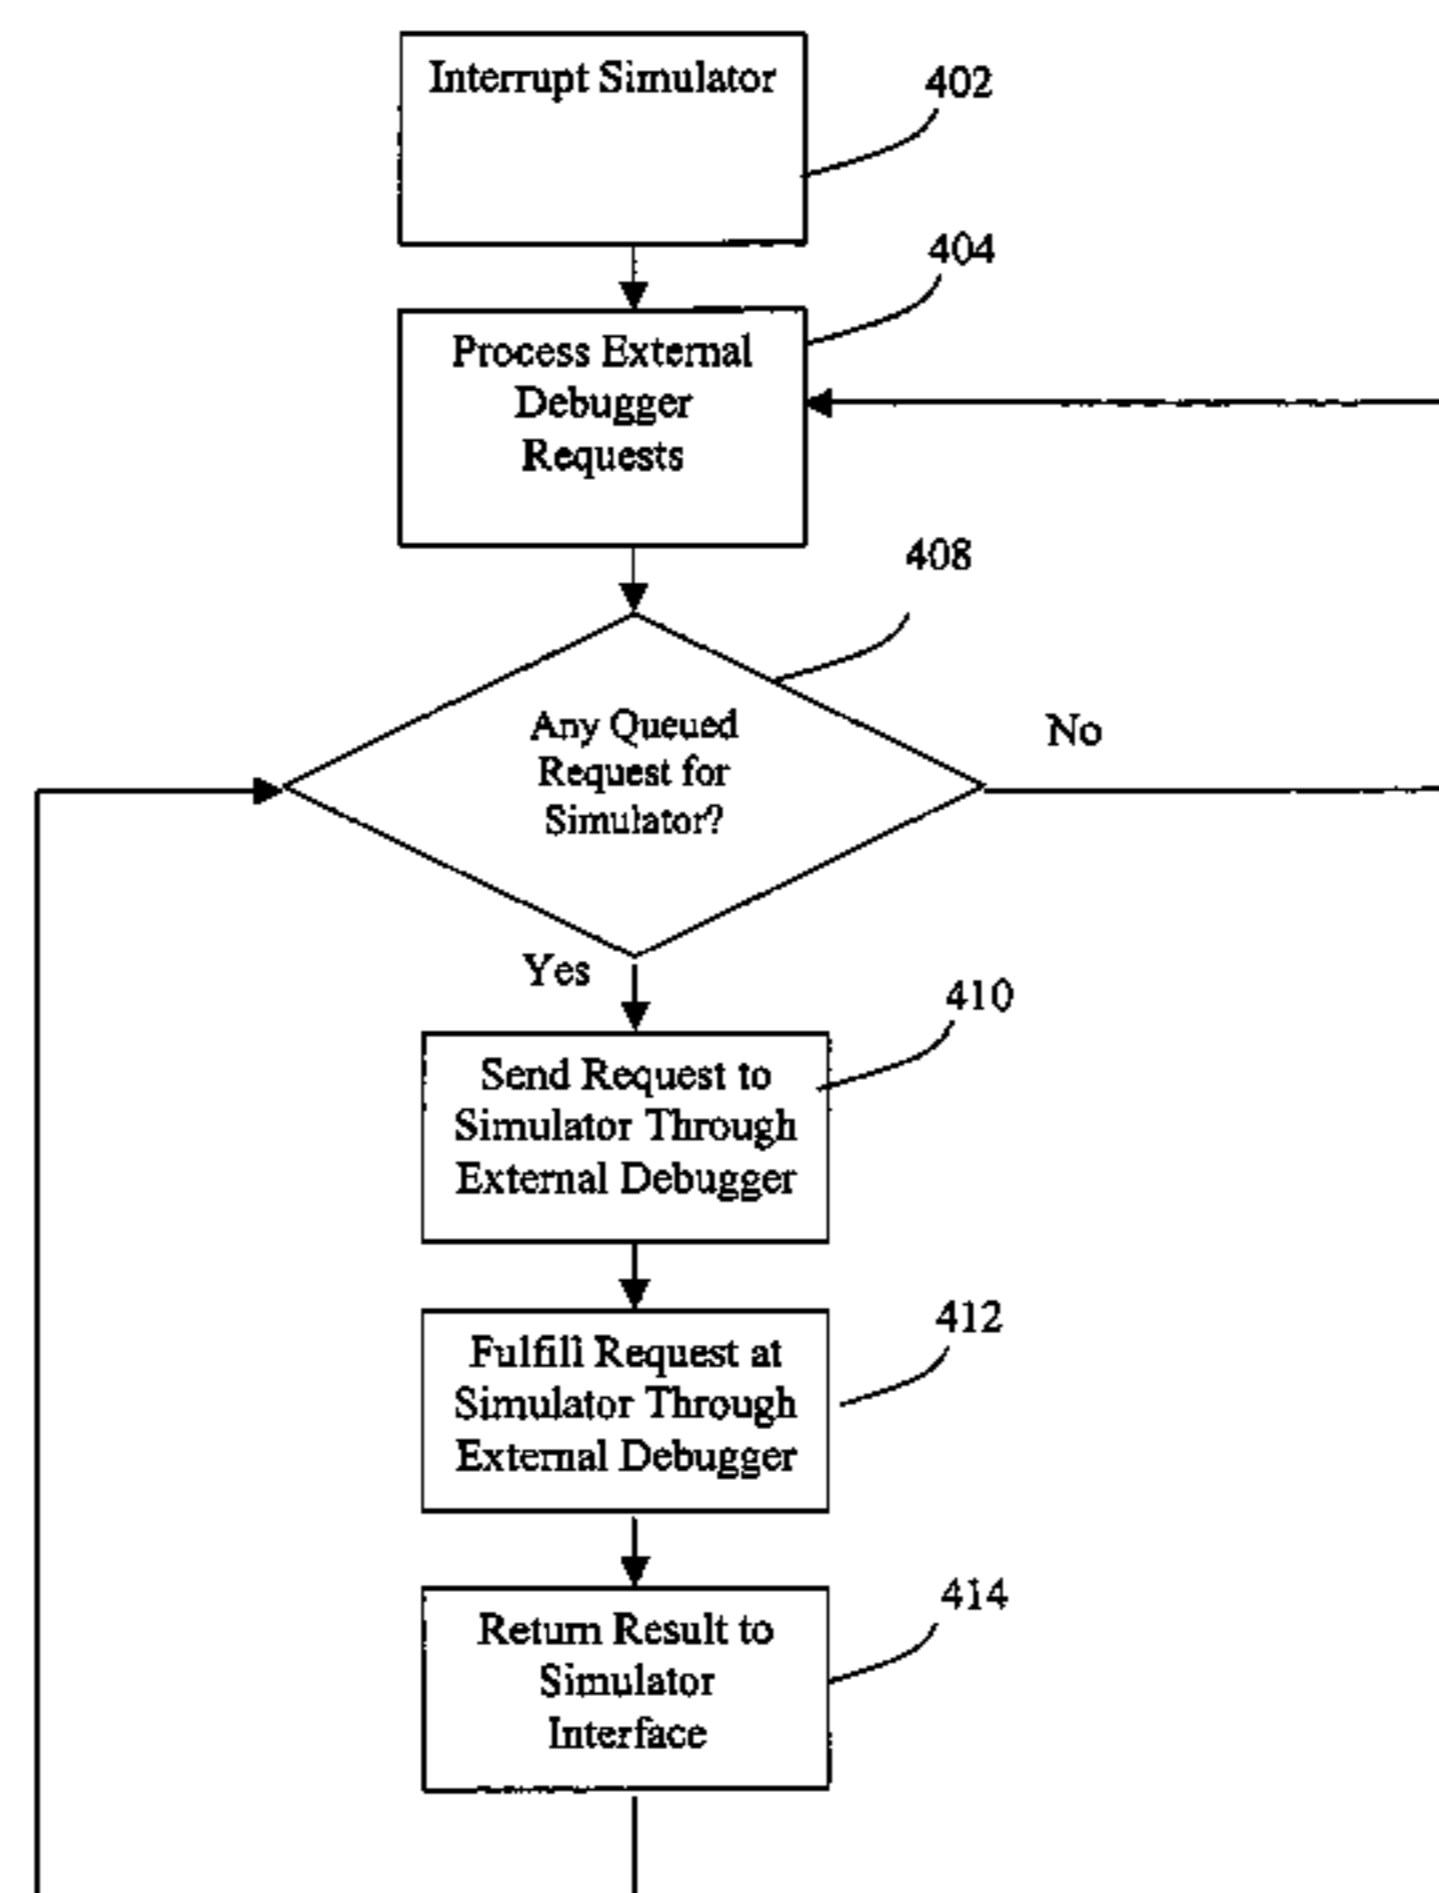 Interrupt Simulator
402
404
Process External
Debugger
Requests
408
Any Queued
Request for
Simulator?
No
Yes
410
Send Request to
Simulator Through
External Debugger
412
Fulfill Request at
Simulator Through
External Debugger
414
Return Result to
Simulator
Interface